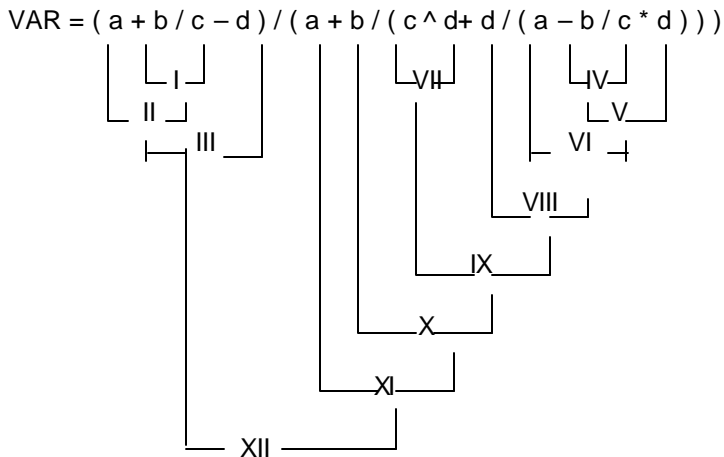 VAR = ( a + b / c – d ) / ( a + b / ( c ^ d+ d / ( a – b / c * d ) ) )
I VII IV
II V
III VI
VIII
IX
X
XI
XII